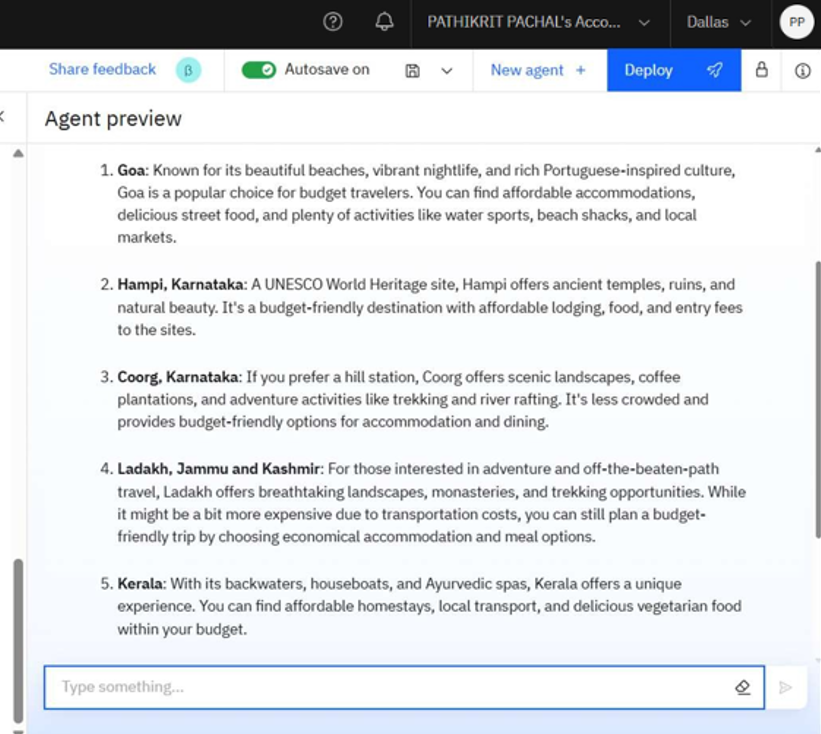 PATHIKRIT PACHAL's Acco...
Dallas
PP
Share feedback
β
Autosave on
New agent +
Deploy
Agent preview
1. Goa: Known for its beautiful beaches, vibrant nightlife, and rich Portuguese-inspired culture,
Goa is a popular choice for budget travelers. You can find affordable accommodations,
delicious street food, and plenty of activities like water sports, beach shacks, and local
markets.
2. Hampi, Karnataka: A UNESCO World Heritage site, Hampi offers ancient temples, ruins, and
natural beauty. It's a budget-friendly destination with affordable lodging, food, and entry fees
to the sites.
3. Coorg, Karnataka: If you prefer a hill station, Coorg offers scenic landscapes, coffee
plantations, and adventure activities like trekking and river rafting. It's less crowded and
provides budget-friendly options for accommodation and dining.
4. Ladakh, Jammu and Kashmir: For those interested in adventure and off-the-beaten-path
travel, Ladakh offers breathtaking landscapes, monasteries, and trekking opportunities. While
it might be a bit more expensive due to transportation costs, you can still plan a budget-
friendly trip by choosing economical accommodation and meal options.
5. Kerala: With its backwaters, houseboats, and Ayurvedic spas, Kerala offers a unique
experience. You can find affordable homestays, local transport, and delicious vegetarian food
within your budget.
Type something...